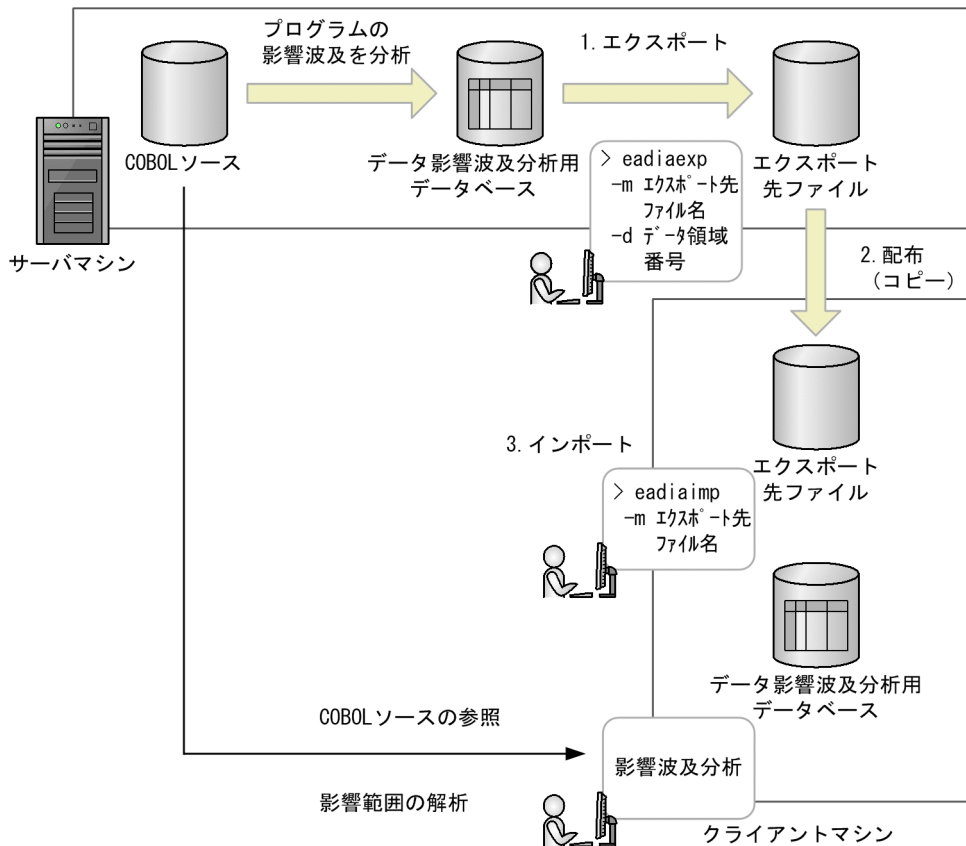 プログラムの
影響波及を分析
1.エクスポート
COBOLソース
データ影響波及分析用
データベース
> eadiaexp
-m エクスポート先
ファイル名
-d データ領域
番号
エクスポート
先ファイル
サーバマシン
2.配布
（コピー）
3.インポート
> eadiaimp
-m エクスポート先
ファイル名
エクスポート
先ファイル
データ影響波及分析用
データベース
COBOLソースの参照
影響波及分析
影響範囲の解析
クライアントマシン